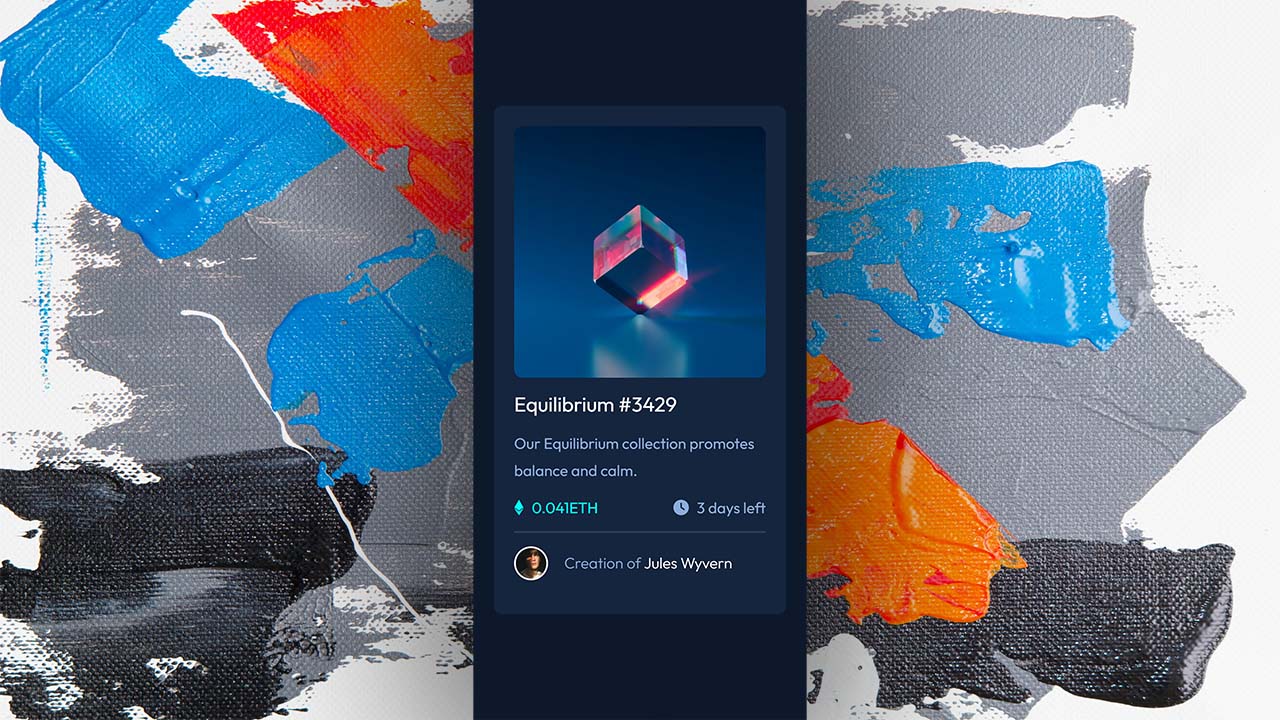 Equilibrium #3429
Our Equilibrium collection promotes
balance and calm.
0.041ETH 3 days left
Creation of Jules Wyvern